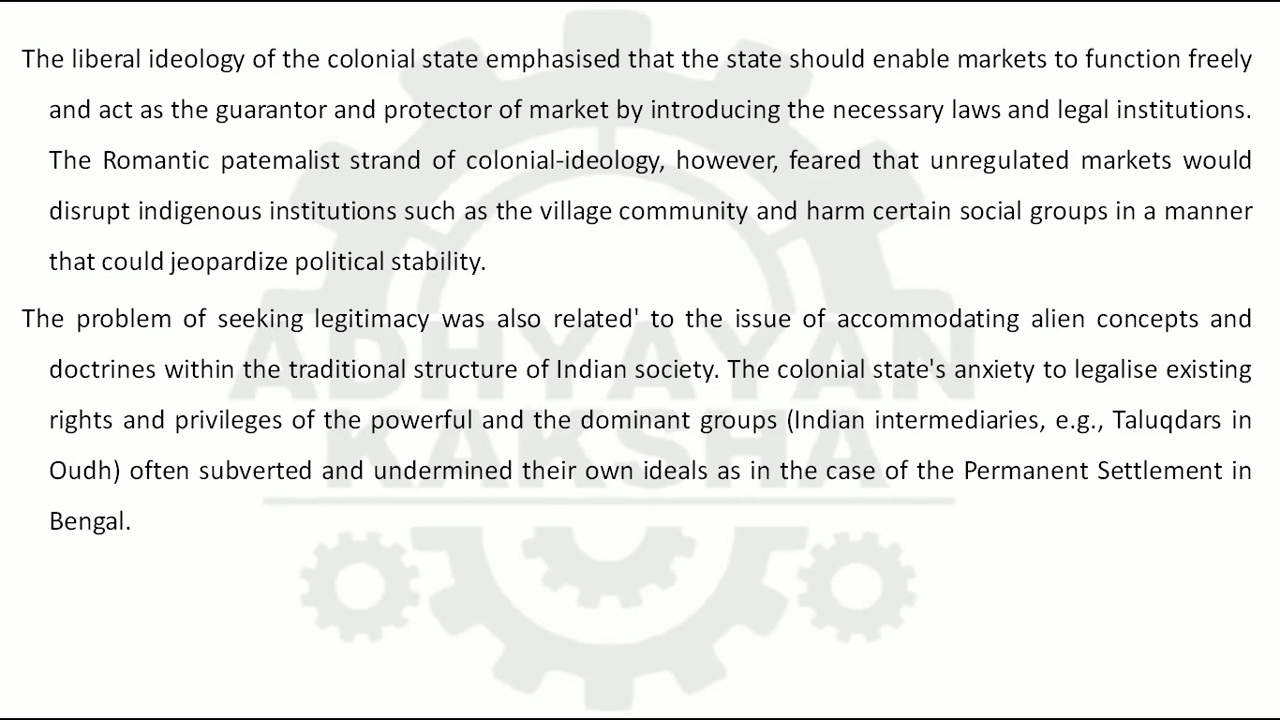 The liberal ideology of the colonial state emphasised that the state should enable markets to function freely
and act as the guarantor and protector of market by introducing the necessary laws and legal institutions.
The Romantic patemalist strand of colonial-ideology, however, feared that unregulated markets would
disrupt indigenous institutions such as the village community and harm certain social groups in a manner
that could jeopardize political stability.
The problem of seeking legitimacy was also related' to the issue of accommodating alien concepts and
doctrines within the traditional structure of Indian society. The colonial state's anxiety to legalise existing
rights and privileges of the powerful and the dominant groups (Indian intermediaries, e.g., Taluqdars in
Oudh) often subverted and undermined their own ideals as in the case of the Permanent Settlement in
Bengal.
ADHYAYAN
KAKSHA